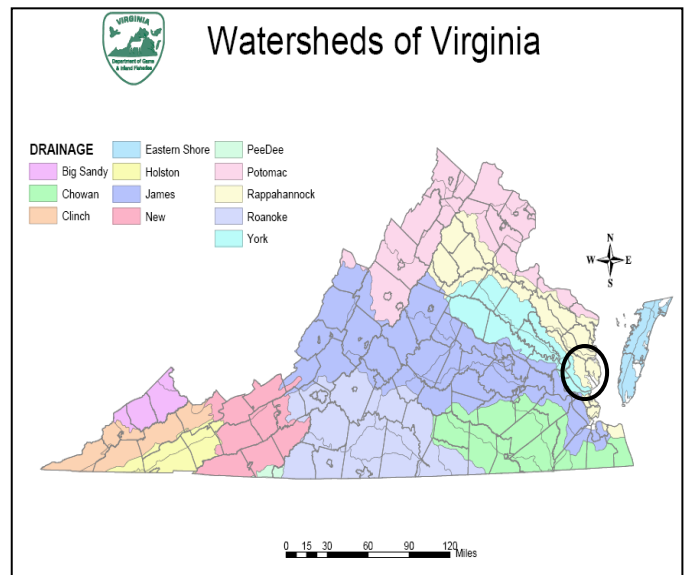 VIRGINIA
Department of Game
& Inland Fisheries
Watersheds of Virginia
DRAINAGE
Big Sandy
Chowan
Clinch
Eastern Shore
Holston
James
New
PeeDee
Potomac
Rappahannock
Roanoke
York
N
W E
S
0 15 30 60 90 120
Miles